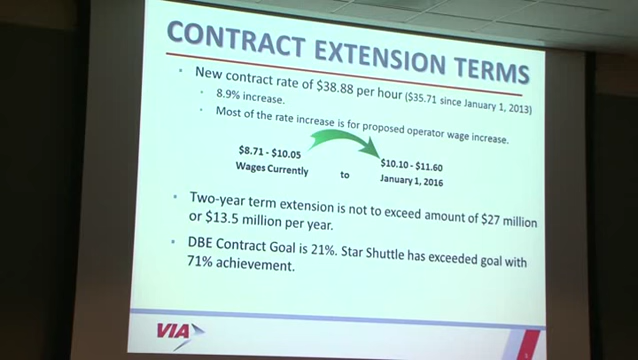 CONTRACT EXTENSION TERMS
New contract rate of $38.88 per hour ($35.71 since January 1, 2013)
8.9% increase.
Most of the rate increase is for proposed operator wage increase.
$8.71 - $10.05
Wages Currently
to
$10.10 - $11.60
January 1, 2016
Two-year term extension is not to exceed amount of $27 million
or $13.5 million per year.
DBE Contract Goal is 21%. Star Shuttle has exceeded goal with
71% achievement.
VIA